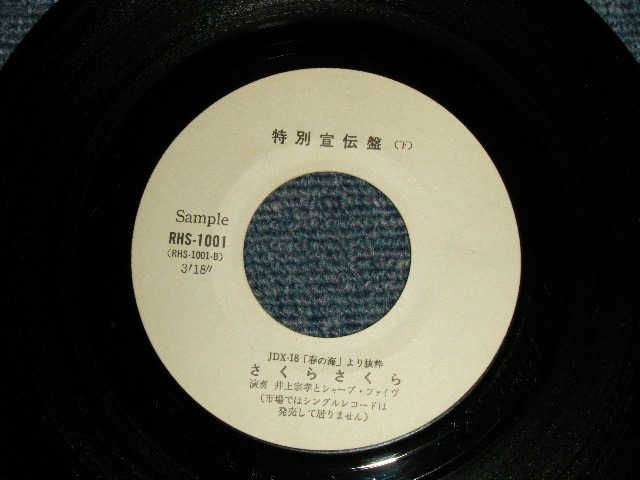 特別宣伝盤 (下)
Sample
RHS-1001
(RHS-1001-B)
3'18"
JDX-18「春の海」より抜粋
さくらさくら
演奏 井上宗孝とシャープ・ファイヴ
(市場ではシングルレコードは
発売して居りません)